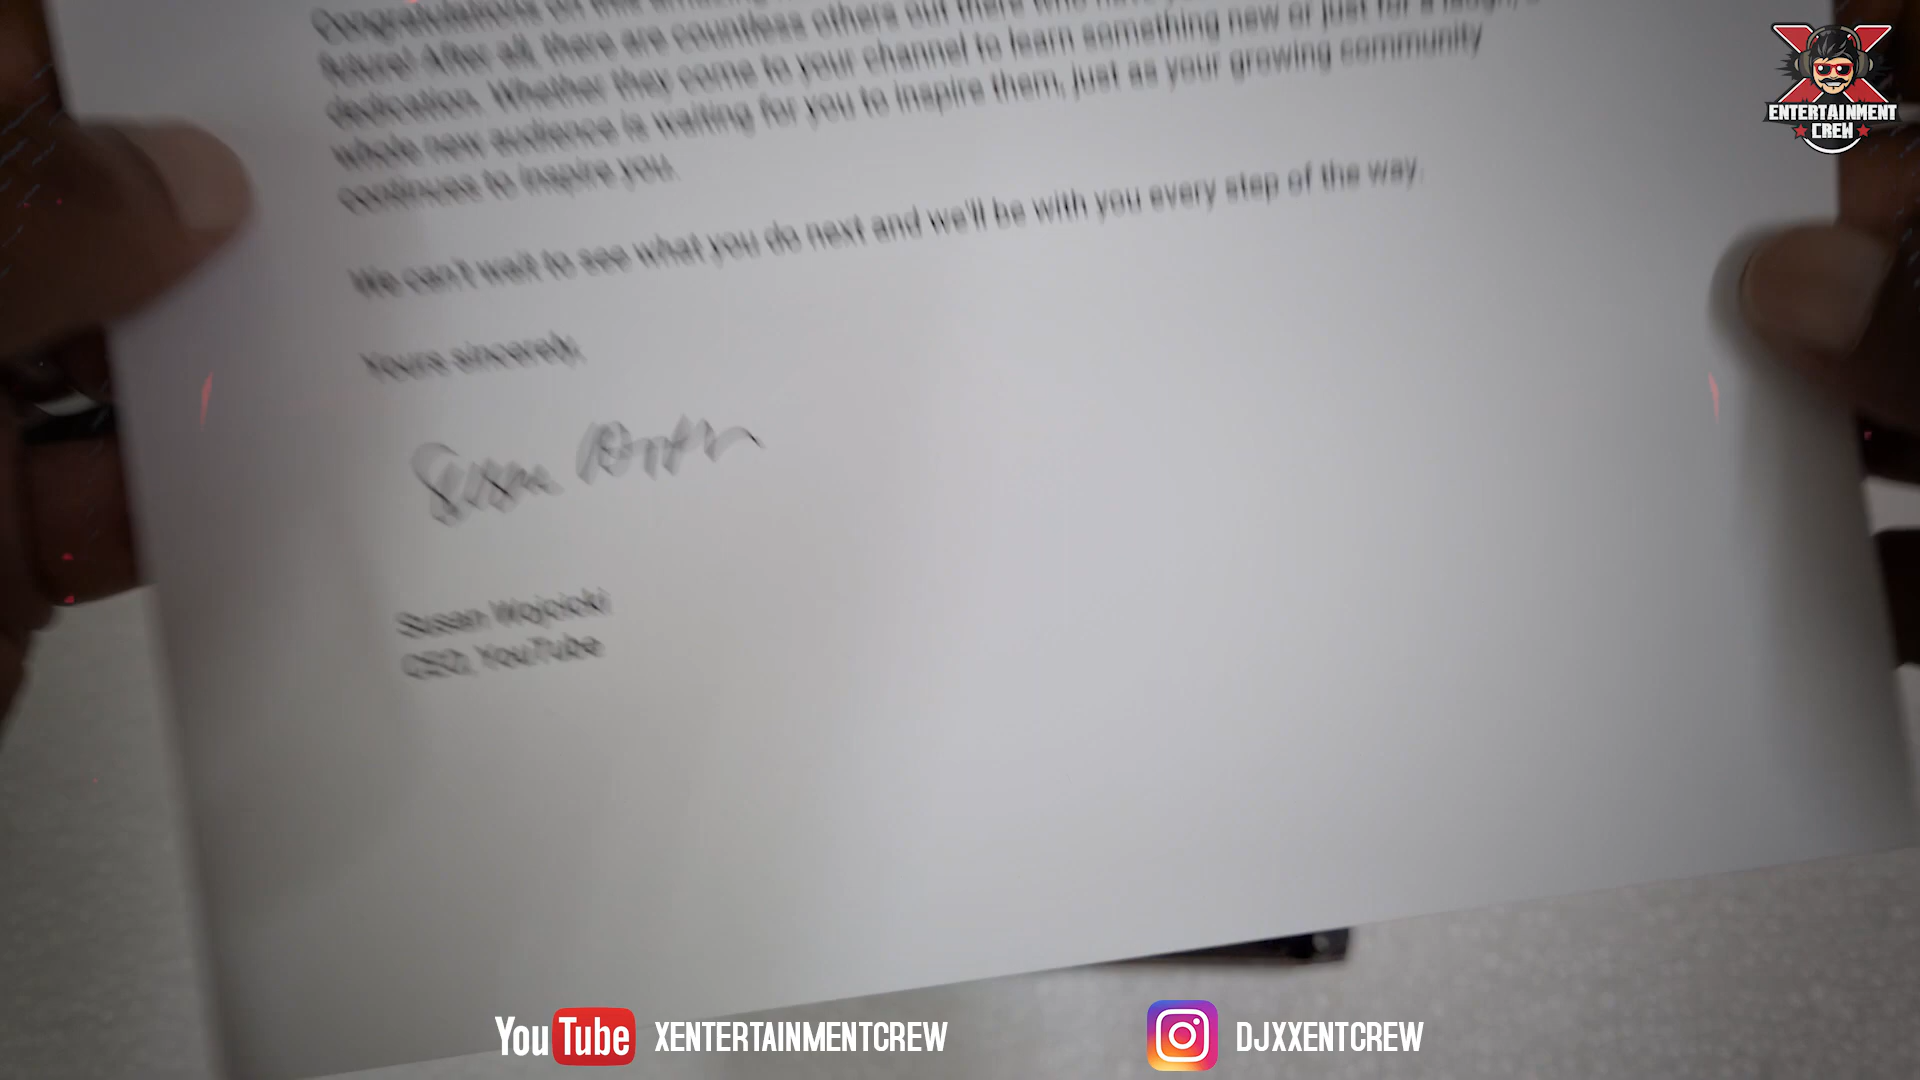 Congratulations on this amazing
future! After all, there are countless others out there who have
dedication. Whether they come to your channel to learn something new or just for a laugh, a
whole new audience is waiting for you to inspire them, just as your growing community
continues to inspire you.
We can't wait to see what you do next and we'll be with you every step of the way.
Yours sincerely,
Susan Wojcicki
CEO, YouTube
X
ENTERTAINMENT
CREW
YouTube XENTERTAINMENTCREW
DJXXENTCREW